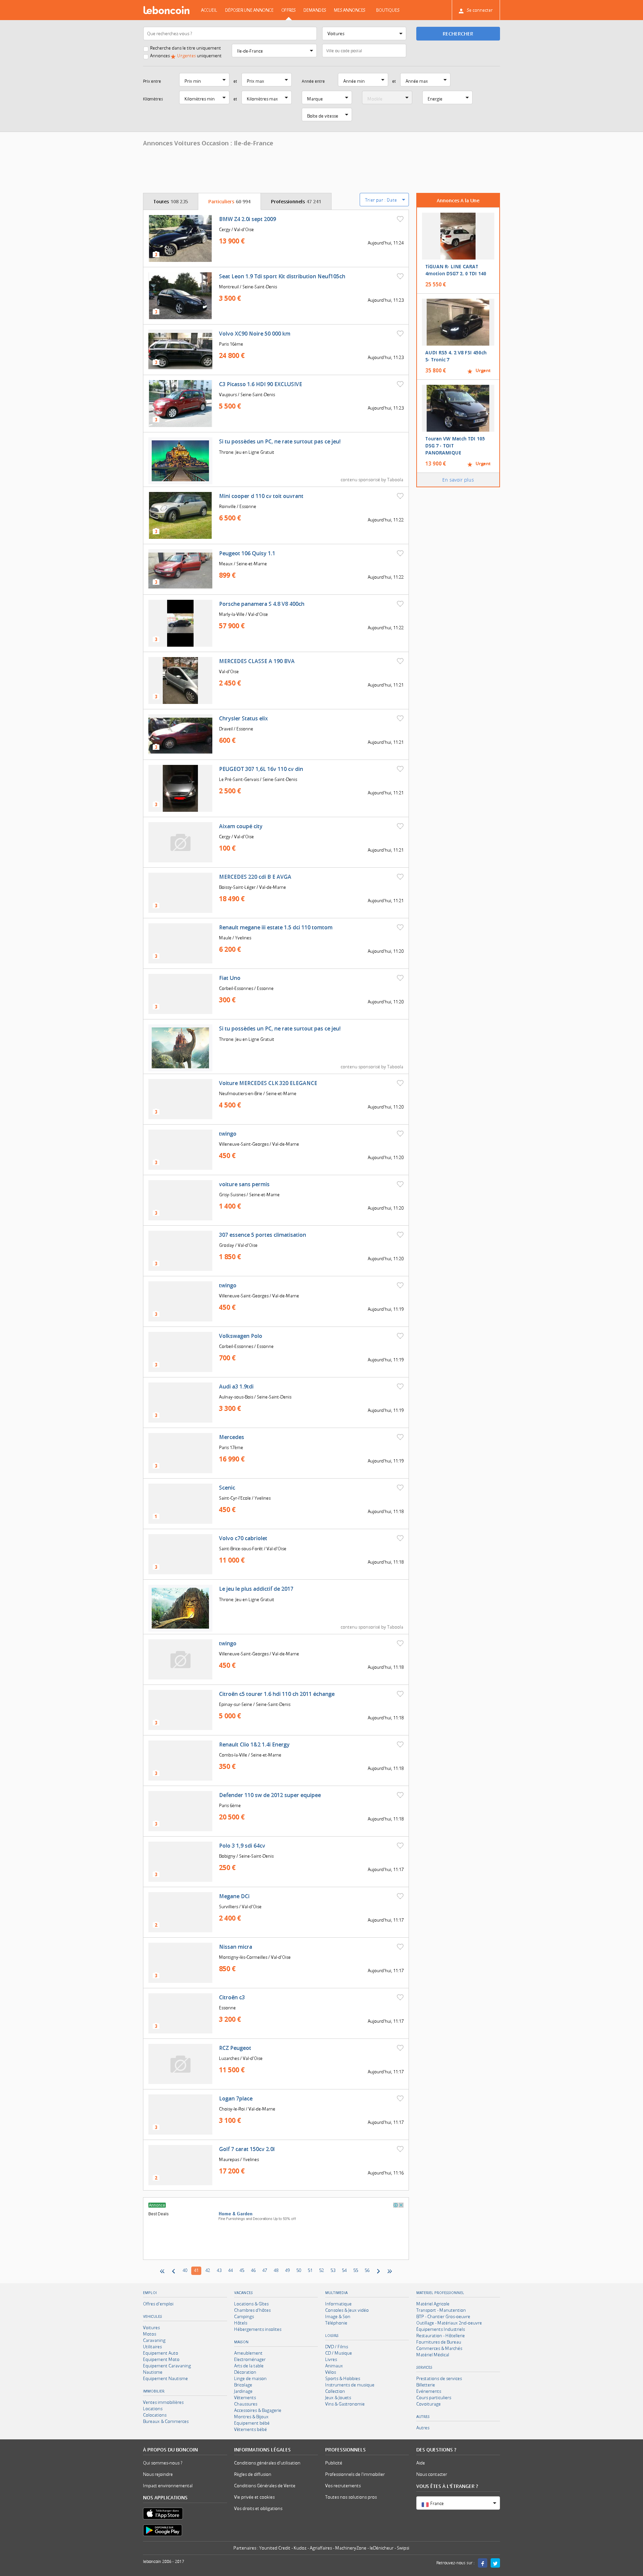 leboncoin ACCUEIL DÉPOSER UNE ANNONCE OFFRES DEMANDES MES ANNONCES BOUTIQUES Se connecter
Que recherchez-vous ? Voitures RECHERCHER
Recherche dans le titre uniquement
Annonces Urgentes uniquement
Ile-de-France Ville ou code postal
Prix entre Prix min et Prix max Année entre Année min et Année max
Kilomètres Kilomètres min et Kilomètres max Marque Modèle Energie
Boîte de vitesse
Annonces Voitures Occasion : Ile-de-France
Toutes 108 235 Particuliers 60 994 Professionnels 47 241 Trier par : Date
BMW Z4 2.0i sept 2009
Cergy / Val-d'Oise
13 900 €
Aujourd'hui, 11:24
Seat Leon 1.9 Tdi sport Kit distribution Neuf105ch
Montreuil / Seine-Saint-Denis
3 500 €
Aujourd'hui, 11:23
Volvo XC90 Noire 50 000 km
Paris 16ème
24 800 €
Aujourd'hui, 11:23
C3 Picasso 1.6 HDI 90 EXCLUSIVE
Vaujours / Seine-Saint-Denis
5 500 €
Aujourd'hui, 11:23
Si tu possèdes un PC, ne rate surtout pas ce jeu!
Throne: Jeu en Ligne Gratuit
contenu sponsorisé by Taboola
Mini cooper d 110 cv toit ouvrant
6 500 €
Aujourd'hui, 11:22
Peugeot 106 Quisy 1.1
Meaux / Seine-et-Marne
899 €
Aujourd'hui, 11:22
Porsche panamera S 4.8 V8 400ch
Marly-la-Ville / Val-d'Oise
57 900 €
Aujourd'hui, 11:22
MERCEDES CLASSE A 190 BVA
Val-d'Oise
2 450 €
Aujourd'hui, 11:21
Chrysler Status elix
Draveil / Essonne
600 €
Aujourd'hui, 11:21
PEUGEOT 307 1,6L 16v 110 cv din
Le Pré-Saint-Gervais / Seine-Saint-Denis
2 500 €
Aujourd'hui, 11:21
Aixam coupé city
Cergy / Val-d'Oise
100 €
Aujourd'hui, 11:21
MERCEDES 220 cdi B E AVGA
Boissy-Saint-Léger / Val-de-Marne
18 490 €
Aujourd'hui, 11:21
Renault megane iii estate 1.5 dci 110 tomtom
Maule / Yvelines
6 200 €
Aujourd'hui, 11:20
Fiat Uno
Corbeil-Essonnes / Essonne
300 €
Aujourd'hui, 11:20
Si tu possèdes un PC, ne rate surtout pas ce jeu!
Throne: Jeu en Ligne Gratuit
contenu sponsorisé by Taboola
Voiture MERCEDES CLK 320 ELEGANCE
Neufmoutiers-en-Brie / Seine-et-Marne
4 500 €
Aujourd'hui, 11:20
twingo
Villeneuve-Saint-Georges / Val-de-Marne
450 €
Aujourd'hui, 11:20
voiture sans permis
Grisy-Suisnes / Seine-et-Marne
1 400 €
Aujourd'hui, 11:20
307 essence 5 portes climatisation
Groslay / Val-d'Oise
1 850 €
Aujourd'hui, 11:20
twingo
Villeneuve-Saint-Georges / Val-de-Marne
450 €
Aujourd'hui, 11:19
Volkswagen Polo
Corbeil-Essonnes / Essonne
700 €
Aujourd'hui, 11:19
Audi a3 1.9tdi
Aulnay-sous-Bois / Seine-Saint-Denis
3 300 €
Aujourd'hui, 11:19
Mercedes
Paris 17ème
16 990 €
Aujourd'hui, 11:19
Scenic
Saint-Cyr-l'Ecole / Yvelines
450 €
Aujourd'hui, 11:18
Volvo c70 cabriolet
Saint-Brice-sous-Forêt / Val-d'Oise
11 000 €
Aujourd'hui, 11:18
Le jeu le plus addictif de 2017
Throne: Jeu en Ligne Gratuit
contenu sponsorisé by Taboola
twingo
Villeneuve-Saint-Georges / Val-de-Marne
450 €
Aujourd'hui, 11:18
Citroën c5 tourer 1.6 hdi 110 ch 2011 échange
Epinay-sur-Seine / Seine-Saint-Denis
5 000 €
Aujourd'hui, 11:18
Renault Clio 1&2 1.4i Energy
Combs-la-Ville / Seine-et-Marne
350 €
Aujourd'hui, 11:18
Defender 110 sw de 2012 super equipee
Paris 6ème
20 500 €
Aujourd'hui, 11:18
Polo 3 1,9 sdi 64cv
Bobigny / Seine-Saint-Denis
250 €
Aujourd'hui, 11:17
Megane DCI
Survilliers / Val-d'Oise
2 400 €
Aujourd'hui, 11:17
Nissan micra
Montigny-lès-Cormeilles / Val-d'Oise
850 €
Aujourd'hui, 11:17
Citroën c3
Essonne
3 200 €
Aujourd'hui, 11:17
RCZ Peugeot
Luzarches / Val-d'Oise
11 500 €
Aujourd'hui, 11:17
Logan 7place
Choisy-le-Roi / Val-de-Marne
3 100 €
Aujourd'hui, 11:17
Golf 7 carat 150cv 2.0l
Maurepas / Yvelines
17 200 €
Aujourd'hui, 11:16
Annonces A la Une
TIGUAN R- LINE CARAT
4motion DSG7 2. 0 TDI 140
25 550 €
AUDI RS5 4. 2 V8 FSI 450ch
S- Tronic 7
35 800 €
Urgent
Touran VW Match TDI 105
DSG 7 - TOIT
PANORAMIQUE
13 900 €
Urgent
En savoir plus
Best Deals
Home & Garden
40 41 42 43 44 45 46 47 48 49 50 51 52 53 54 55 56
EMPLOI
Offres d'emploi
VEHICULES
Voitures
Motos
Caravaning
Utilitaires
Equipement Auto
Equipement Moto
Equipement Caravaning
Nautisme
Equipement Nautisme
IMMOBILIER
Ventes immobilières
Locations
Colocations
Bureaux & Commerces
VACANCES
Locations & Gîtes
Chambres d'hôtes
Campings
Hôtels
Hébergements insolites
MAISON
Ameublement
Electroménager
Arts de la table
Décoration
Linge de maison
Bricolage
Jardinage
Vêtements
Chaussures
Accessoires & Bagagerie
Montres & Bijoux
Equipement bébé
Vêtements bébé
MULTIMEDIA
Informatique
Consoles & Jeux vidéo
Image & Son
Téléphonie
LOISIRS
DVD / Films
CD / Musique
Livres
Animaux
Vélos
Sports & Hobbies
Instruments de musique
Collection
Jeux & Jouets
Vins & Gastronomie
MATERIEL PROFESSIONNEL
Matériel Agricole
Transport - Manutention
BTP - Chantier Gros-oeuvre
Outillage - Matériaux 2nd-oeuvre
Équipements Industriels
Restauration - Hôtellerie
Fournitures de Bureau
Commerces & Marchés
Matériel Médical
SERVICES
Prestations de services
Billetterie
Evènements
Cours particuliers
Covoiturage
AUTRES
Autres
À PROPOS DU BONCOIN
Qui sommes-nous ?
Nous rejoindre
Impact environnemental
NOS APPLICATIONS
App Store
Google Play
INFORMATIONS LÉGALES
Conditions générales d'utilisation
Règles de diffusion
Conditions Générales de Vente
Vie privée et cookies
Vos droits et obligations
PROFESSIONNELS
Publicité
Professionnels de l'immobilier
Vos recrutements
Toutes nos solutions pros
DES QUESTIONS ?
Aide
Nous contacter
VOUS ÊTES À L'ÉTRANGER ?
France
Partenaires : Younited Credit - Kudoz - Agriaffaires - MachineryZone - leDénicheur - Swipiz
leboncoin 2006 - 2017
Retrouvez-nous sur :